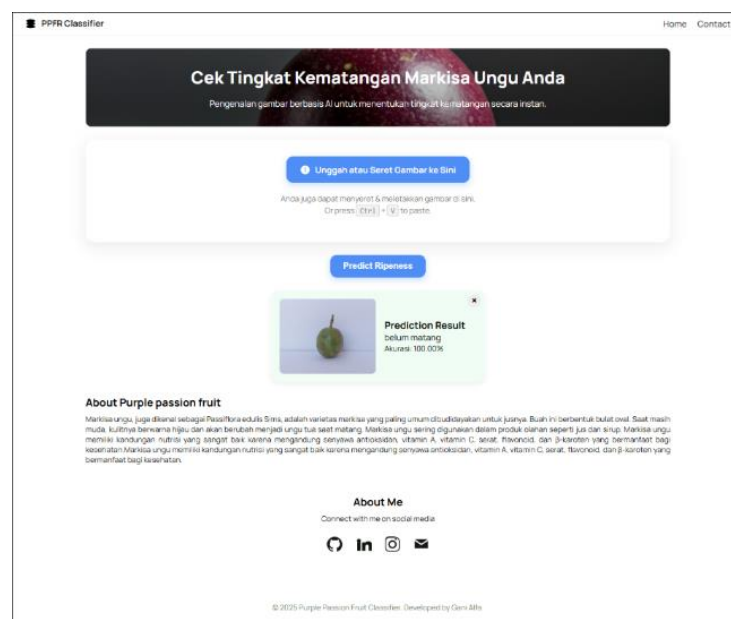 PPFR Classifier
Home Contact
Cek Tingkat Kematangan Markisa Ungu Anda
Pengenalan gambar berbasis AI untuk menentukan tingkat kematangan secara instan.
Unggah atau Seret Gambar ke Sini
Anda juga dapat menyeret & meletakkan gambar di sini.
Or press Ctrl + V to paste.
Predict Ripeness
Prediction Result
belum matang
Akurasi: 100.00%
About Purple passion fruit
Markisa ungu, juga dikenal sebagai Passiflora edulis Sims, adalah varietas markisa yang paling umum dibudidayakan untuk jusnya. Buah ini berbentuk bulat oval. Saat masih
muda, kulitnya berwarna hijau dan akan berubah menjadi ungu tua saat matang. Markisa ungu sering digunakan dalam produk olahan seperti jus dan sirup. Markisa ungu
memiliki kandungan nutrisi yang sangat baik karena mengandung senyawa antioksidan, vitamin A, vitamin C, serat, flavonoid, dan β-karoten yang bermanfaat bagi
kesehatan.Markisa ungu memiliki kandungan nutrisi yang sangat baik karena mengandung senyawa antioksidan, vitamin A, vitamin C, serat, flavonoid, dan β-karoten yang
bermanfaat bagi kesehatan.
About Me
Connect with me on social media
© 2025 Purple Passion Fruit Classifier. Developed by Gani Alfa